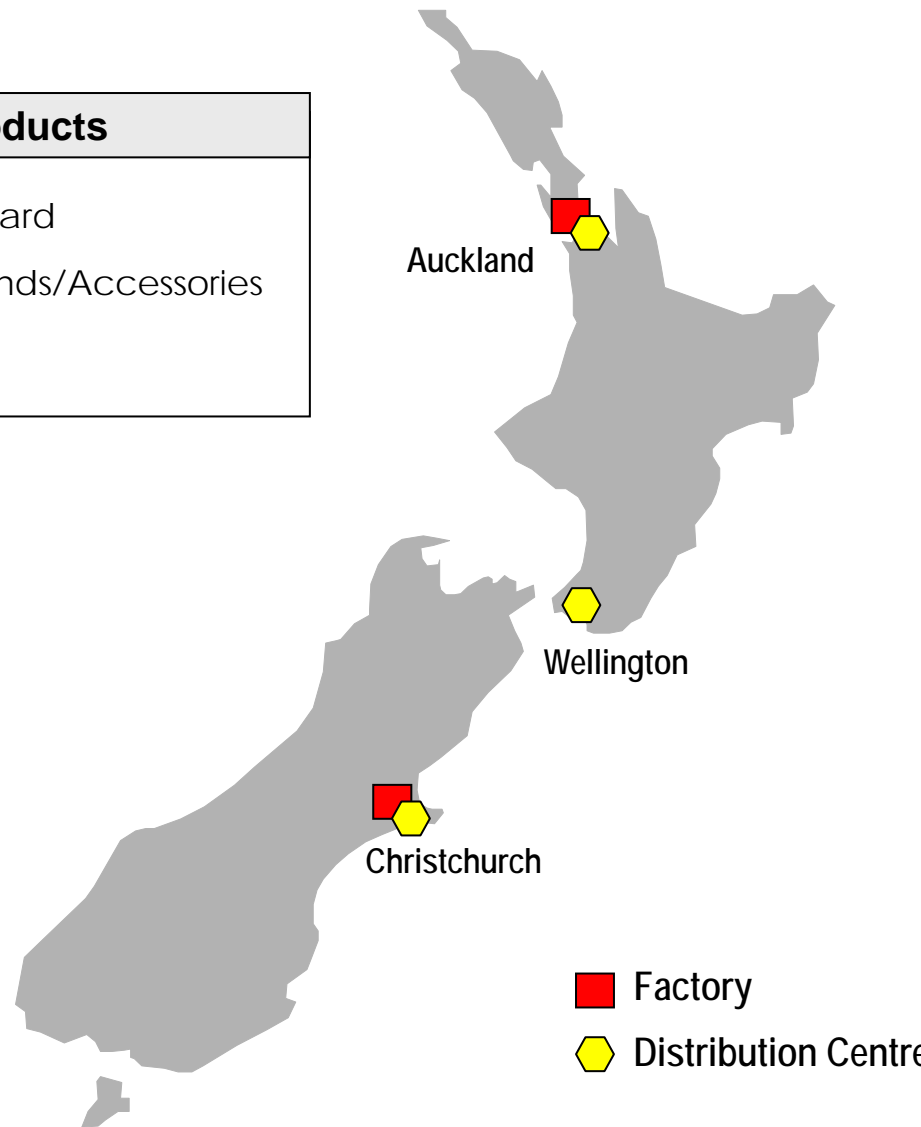 oducts
ard
nds/Accessories
Auckland
Wellington
Christchurch
Factory
Distribution Centre